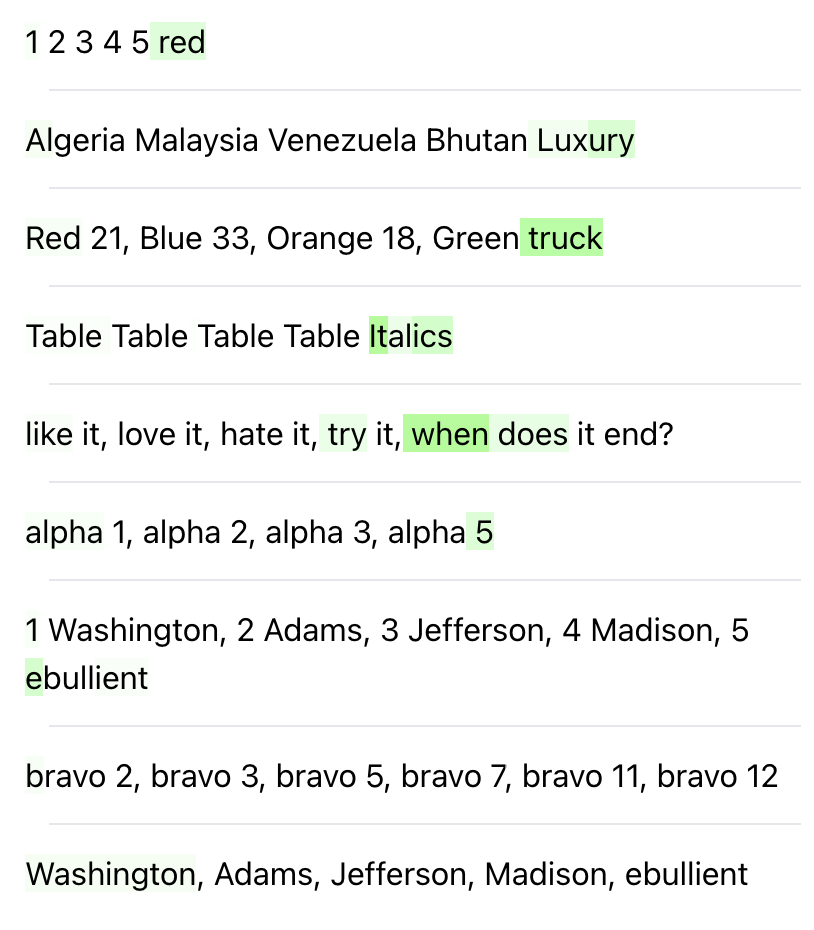 1 2 3 4 5 red
Algeria Malaysia Venezuela Bhutan Luxury
Red 21, Blue 33, Orange 18, Green truck
Table Table Table Table Italics
like it, love it, hate it, try it, when does it end?
alpha 1, alpha 2, alpha 3, alpha 5
1 Washington, 2 Adams, 3 Jefferson, 4 Madison, 5
ebullient
bravo 2, bravo 3, bravo 5, bravo 7, bravo 11, bravo 12
Washington, Adams, Jefferson, Madison, ebullient